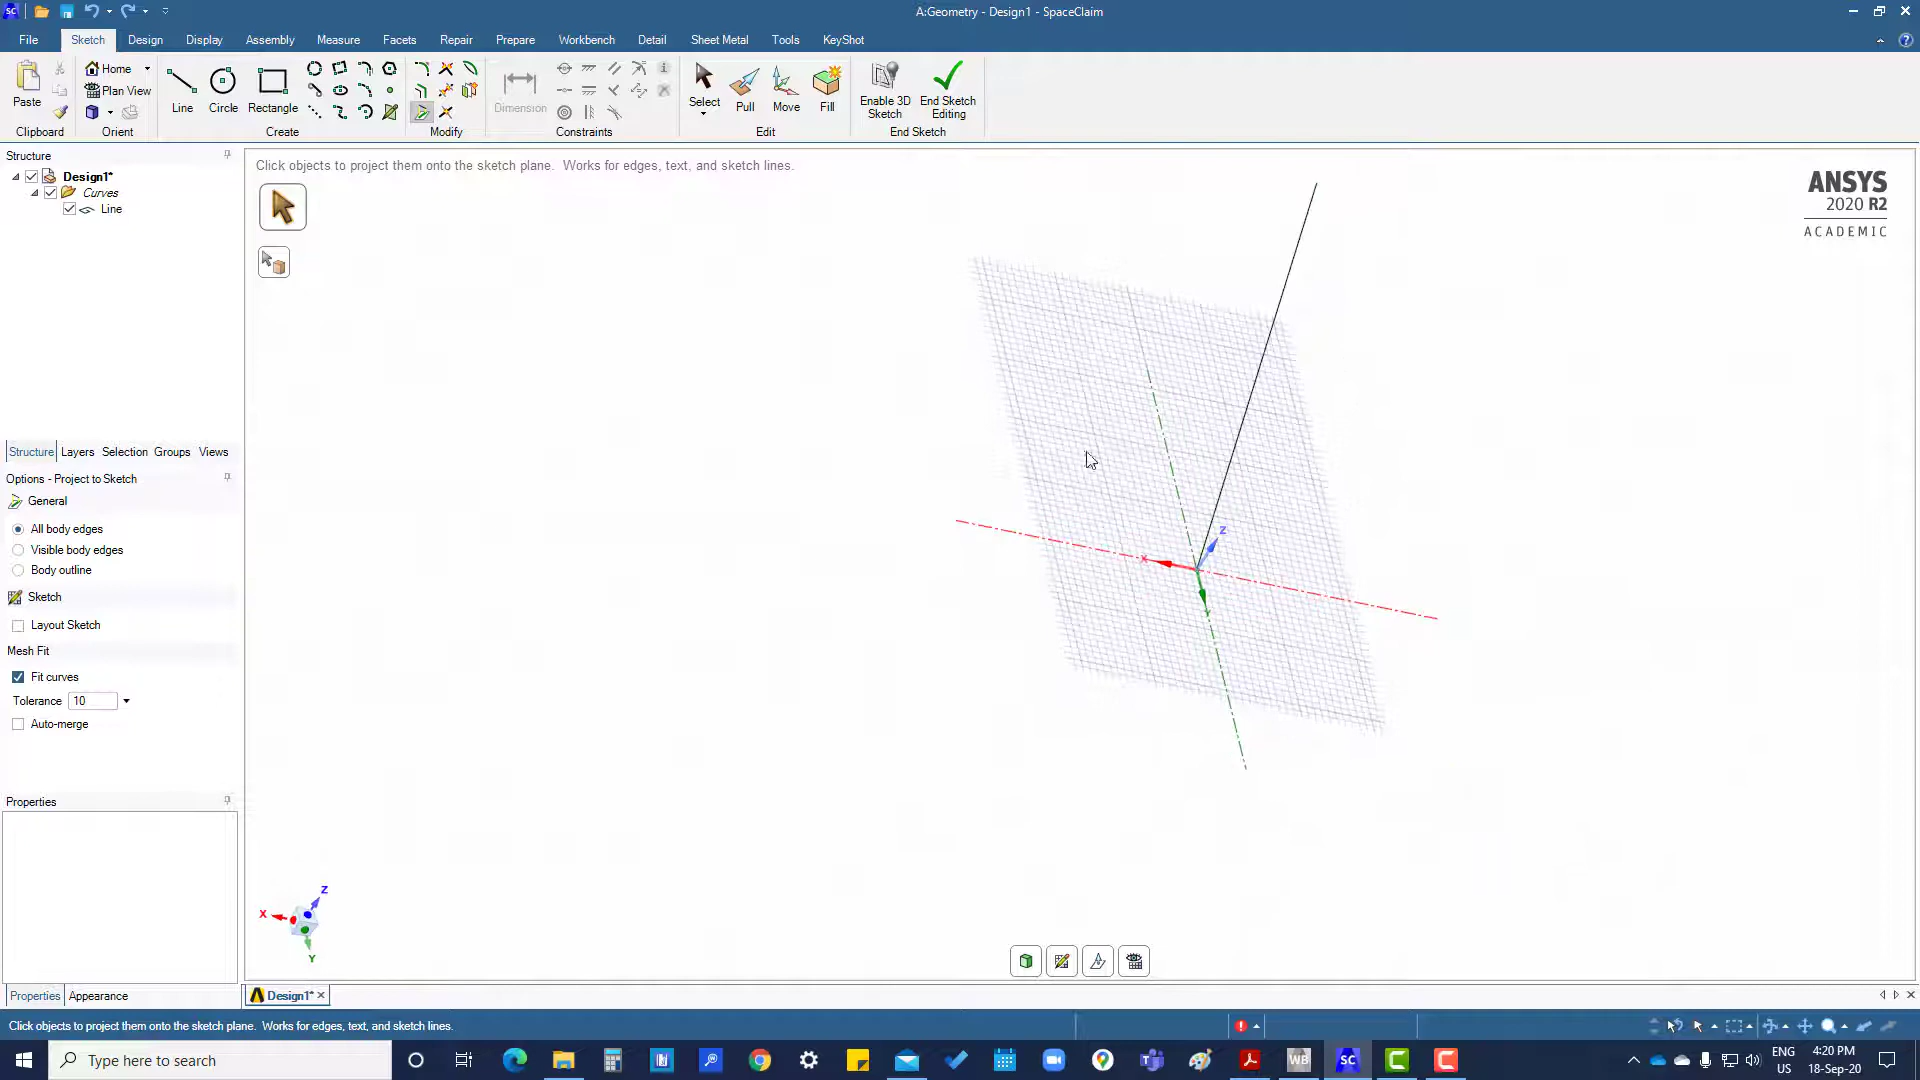 A:Geometry - Design1 - SpaceClaim
File Sketch Design Display Assembly Measure Facets Repair Prepare Workbench Detail Sheet Metal Tools KeyShot
Paste
Home
Plan View
Line Circle Rectangle
Dimension
Select Pull Move Fill
Enable 3D Sketch
End Sketch Editing
Clipboard Orient Create Modify Constraints Edit End Sketch
Structure
Design1*
Curves
Line
Click objects to project them onto the sketch plane. Works for edges, text, and sketch lines.
ANSYS
2020 R2
ACADEMIC
Structure Layers Selection Groups Views
Options - Project to Sketch
General
All body edges
Visible body edges
Body outline
Sketch
Layout Sketch
Mesh Fit
Fit curves
Tolerance 10
Auto-merge
Properties
Z
X
Z
X
Y
Properties Appearance
Design1*
Click objects to project them onto the sketch plane. Works for edges, text, and sketch lines.
Type here to search
WB
SC
ENG
US
4:20 PM
18-Sep-20